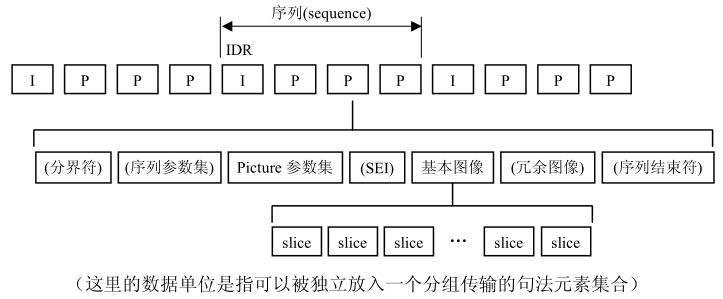 序列(sequence)
IDR
I P P P I P P P I P P P
(分界符) (序列参数集) Picture 参数集 (SEI) 基本图像 (冗余图像) (序列结束符)
slice slice slice … slice slice
（这里的数据单位是指可以被独立放入一个分组传输的句法元素集合）